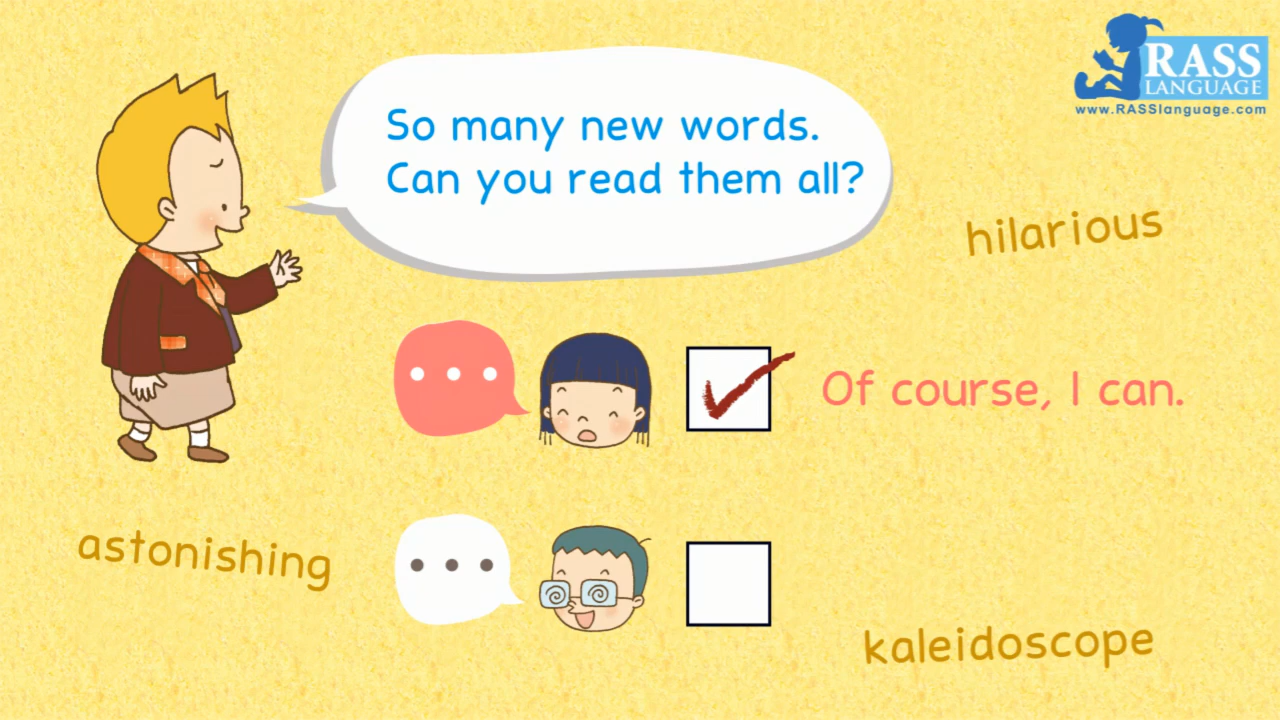 RASS
LANGUAGE
www.RASSlanguage.com
So many new words.
Can you read them all?
hilarious
Of course, I can.
astonishing
kaleidoscope